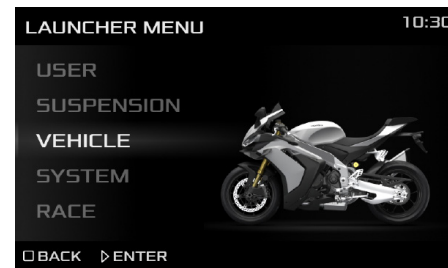 LAUNCHER MENU
10:30
USER
SUSPENSION
VEHICLE
SYSTEM
RACE
BACK ENTER